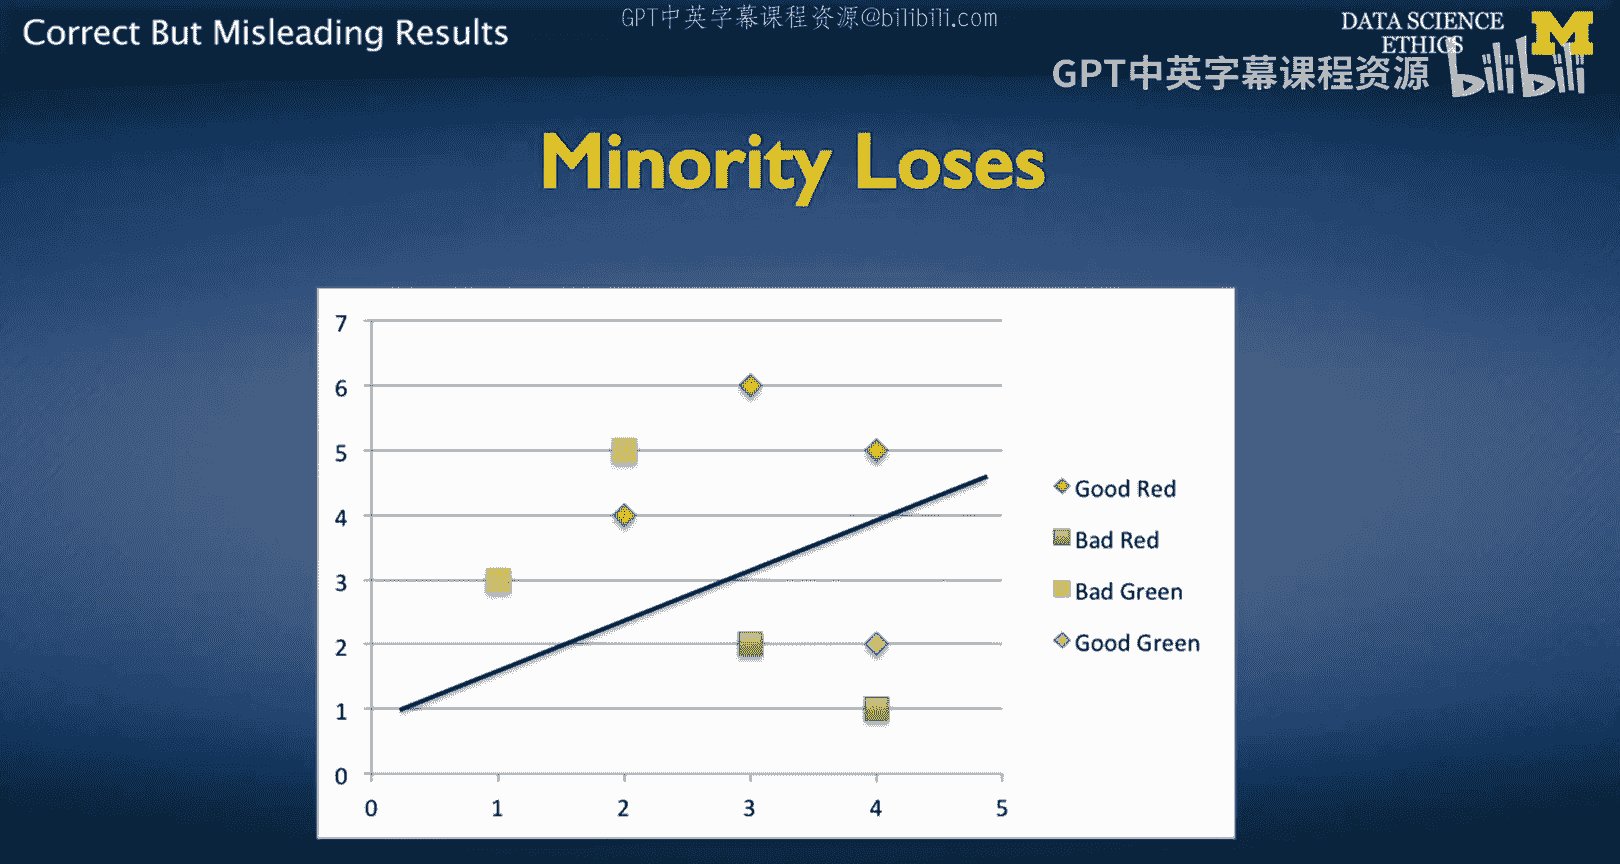 Correct But Misleading Results
GPT中英字幕课程资源@bilibili.com
DATA SCIENCE
ETHICS
M
GPT中英字幕课程资源 bilibili
Minority Loses
7
6
5
4
3
2
1
0
0 1 2 3 4 5
Good Red
Bad Red
Bad Green
Good Green